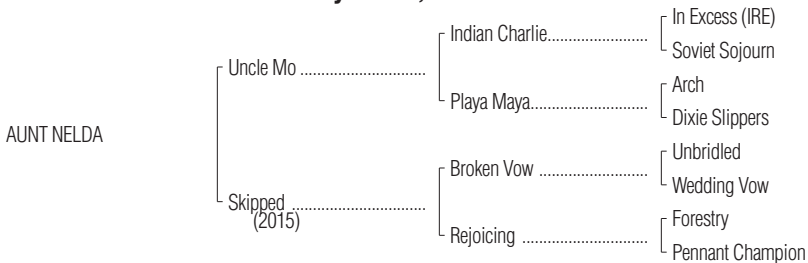 In Excess (IRE)
Indian Charlie........................
Soviet Sojourn
Uncle Mo ..............................
Arch
Playa Maya............................
Dixie Slippers
AUNT NELDA
Unbridled
Broken Vow ..........................
Wedding Vow
Skipped ................................
(2015)
Forestry
Rejoicing ..............................
Pennant Champion